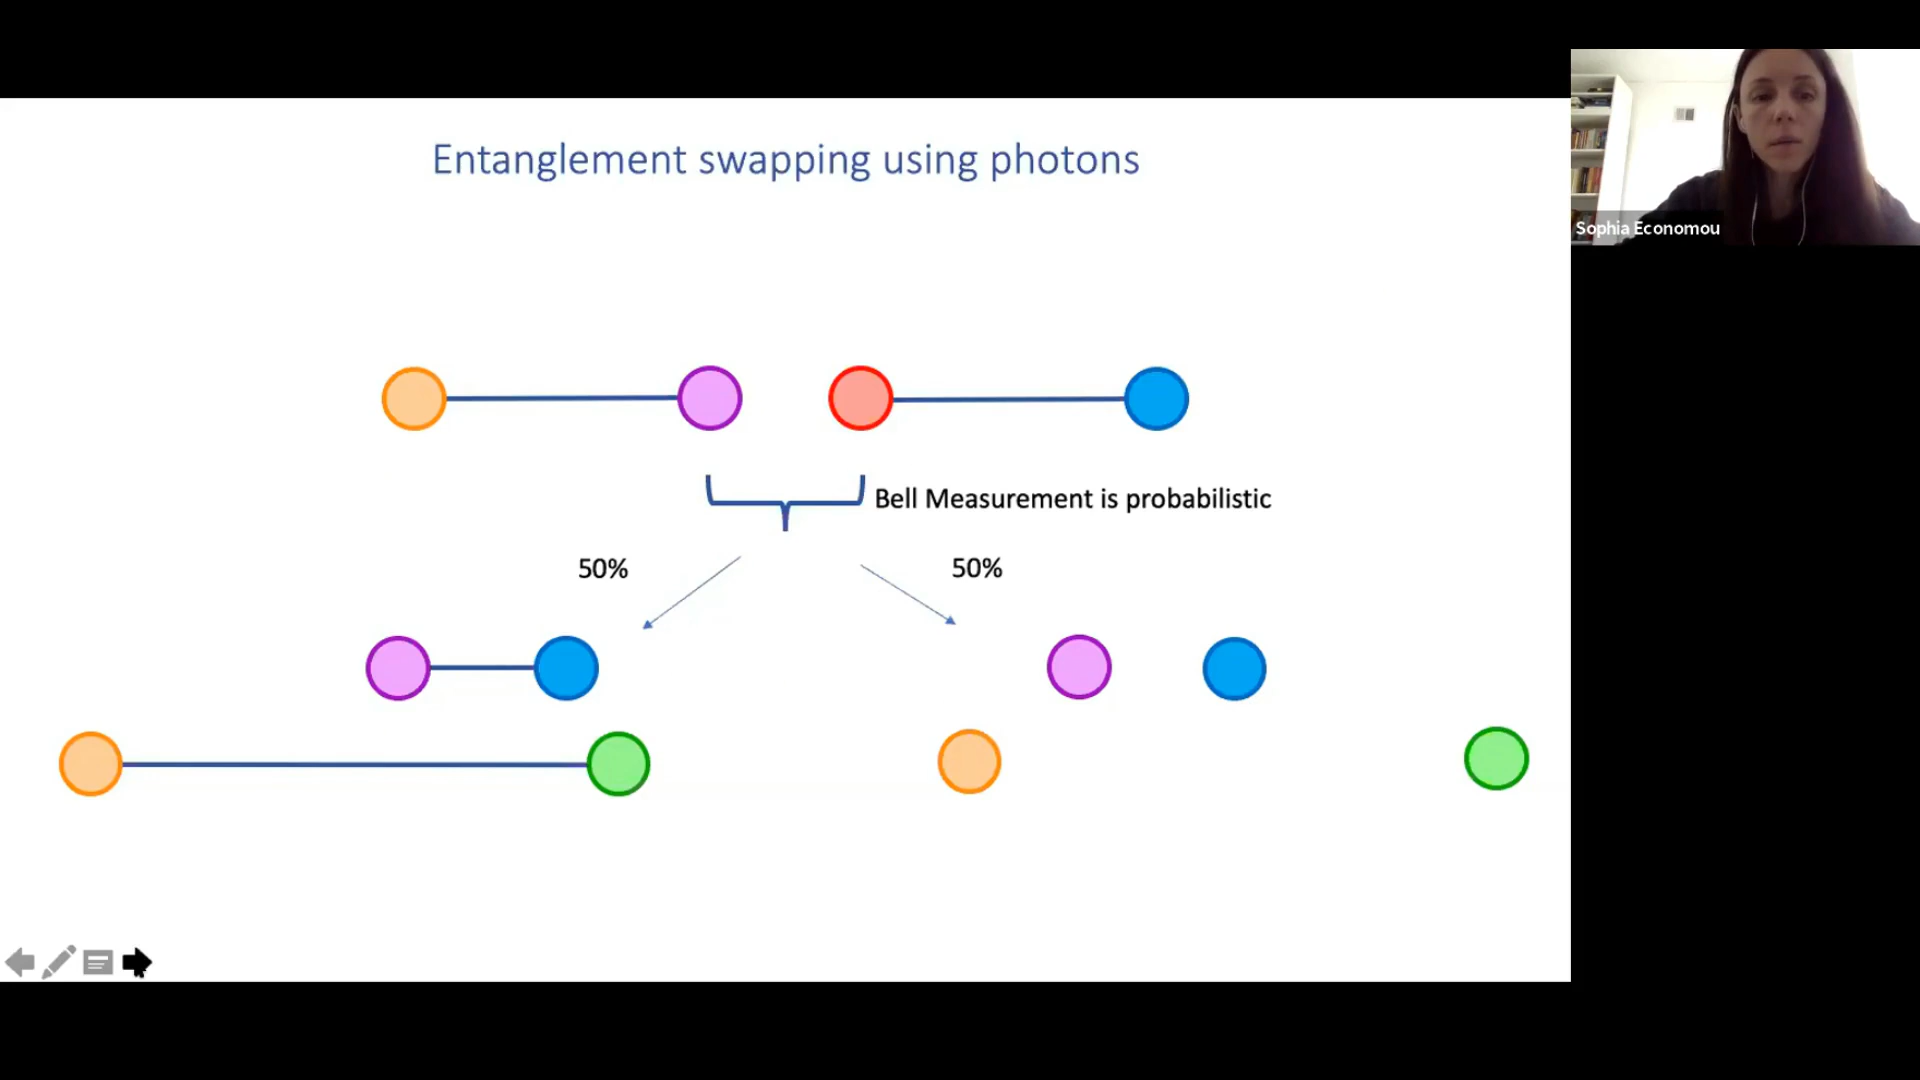 Entanglement swapping using photons
Sophia Economou
Bell Measurement is probabilistic
50%
50%